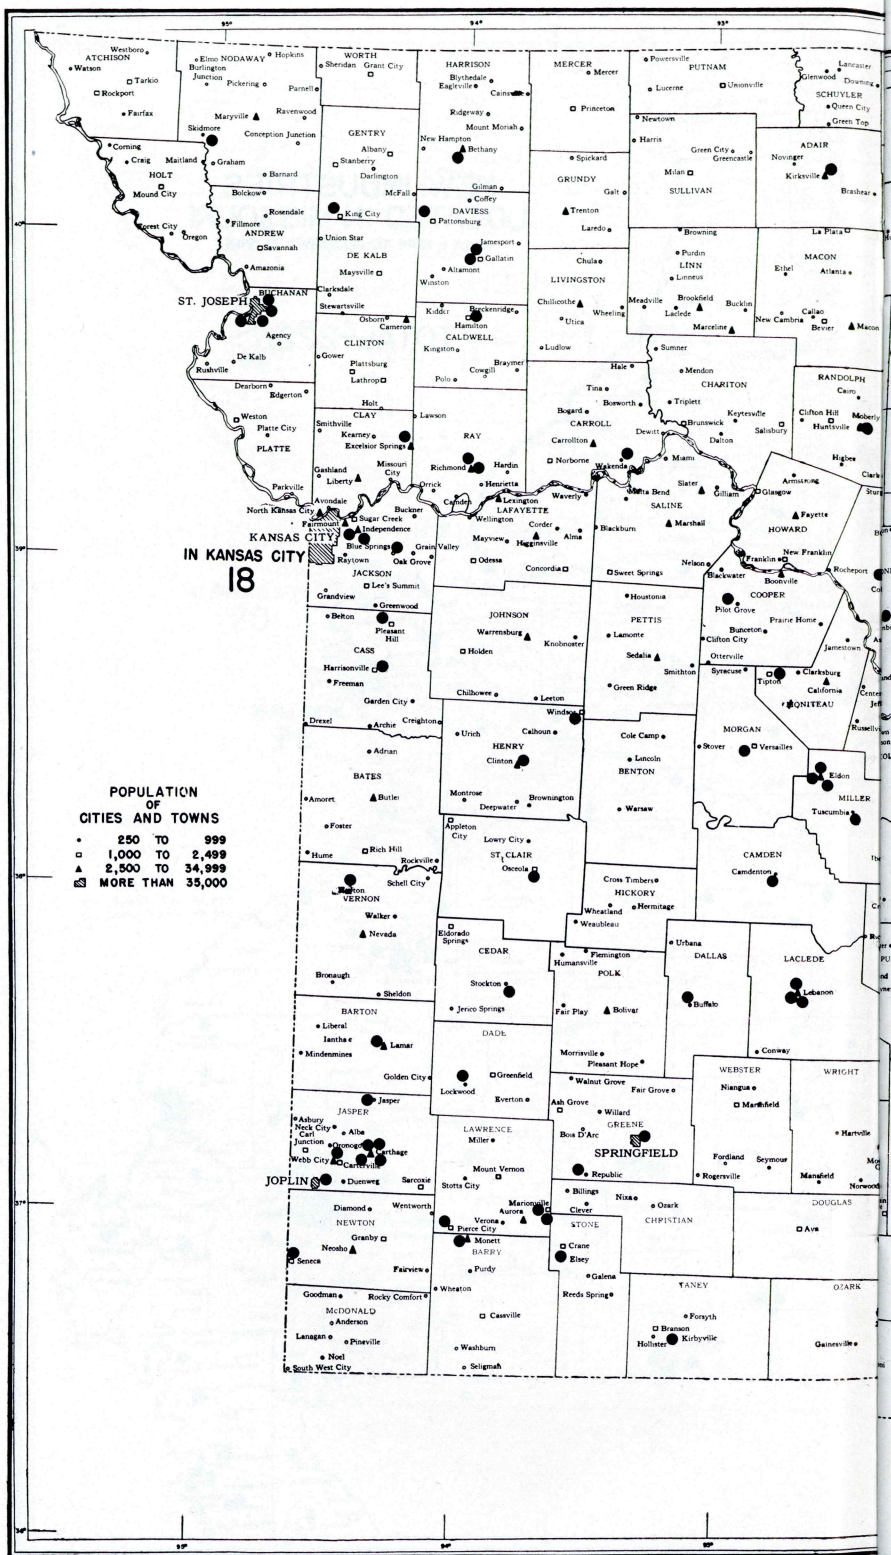 95°
94°
93°
Westboro
ATCHISON
Watson
Tarkio
Rockport
Fairfax
Elmo
NODAWAY
Hopkins
Burlington
Junction
Pickering
Parnell
Maryville
Ravenwood
Skidmore
Conception Junction
Graham
Barnard
WORTH
Sheridan
Grant City
GENTRY
Albany
Stanberry
Darlington
McFall
King City
HARRISON
Blythedale
Eagleville
Cainsville
Ridgeway
Mount Moriah
New Hampton
Bethany
Gilman
MERCER
Mercer
Princeton
Powersville
PUTNAM
Lucerne
Unionville
Lancaster
Glenwood
Downing
SCHUYLER
Queen City
Green Top
Newtown
Harris
Green City
Greencastle
Milan
SULLIVAN
ADAIR
Novinger
Kirksville
Brashear
Corning
Craig
Maitland
HOLT
Mound City
Forest City
Oregon
Bolckow
Rosendale
Fillmore
ANDREW
Savannah
Amazonia
Union Star
DE KALB
Maysville
Clarksdale
Stewartsville
Osborn
Cameron
Coffey
DAVIESS
Pattonsburg
Jamesport
Gallatin
Altamont
Winston
Spickard
GRUNDY
Galt
Trenton
Laredo
Chula
LIVINGSTON
Chillicothe
Utica
Wheeling
Ludlow
Browning
Purdin
LINN
Linneus
Meadville
Brookfield
Laclede
Bucklin
Marceline
La Plata
MACON
Ethel
Atlanta
New Cambria
Callao
Bevier
Macon
40°
40°
BUCHANAN
ST. JOSEPH
Agency
De Kalb
Rushville
CLINTON
Gower
Plattsburg
Lathrop
Holt
Kidder
Breckenridge
Hamilton
CALDWELL
Kingston
Braymer
Cowgill
Polo
Dearborn
Edgerton
Weston
Platte City
PLATTE
Parkville
CLAY
Smithville
Kearney
Excelsior Springs
Gashland
Liberty
Missouri
City
Avondale
North Kansas City
Lawson
RAY
Richmond
Hardin
Henrietta
Orrick
Camden
Hale
Tina
Bosworth
Bogard
CARROLL
Carrollton
Dewitt
Norborne
Wakenda
Sumner
Mendon
CHARITON
Triplett
Brunswick
Keytesville
Dalton
Salisbury
RANDOLPH
Cairo
Clifton Hill
Moberly
Huntsville
Higbee
Clark
Sturg
Fairmount
Sugar Creek
Buckner
Independence
KANSAS CITY
Blue Springs
Grain Valley
Raytown
Oak Grove
IN KANSAS CITY
18
JACKSON
Lee's Summit
Grandview
Greenwood
Lexington
Waverly
Wellington
LAFAYETTE
Corder
Mayview
Alma
Higginsville
Odessa
Concordia
Miami
Malta Bend
Slater
Gilliam
SALINE
Blackburn
Marshall
Sweet Springs
Nelson
Glasgow
Armstrong
Fayette
HOWARD
Franklin
New Franklin
Rocheport
39°
39°
Blackwater
Boonville
COOPER
Pilot Grove
Prairie Home
Bunceton
Clifton City
Otterville
Jamestown
Belton
Pleasant
Hill
CASS
Harrisonville
Freeman
Garden City
Drexel
Archie
Creighton
JOHNSON
Warrensburg
Knobnoster
Holden
Chilhowee
Leeton
Houstonia
PETTIS
Lamonte
Sedalia
Smithton
Green Ridge
Syracuse
Tipton
Clarksburg
California
MONITEAU
Russellv
MORGAN
Stover
Versailles
Eldon
MILLER
Tuscumbia
Windsor
Urich
Calhoun
HENRY
Clinton
Montrose
Deepwater
Brownington
Cole Camp
Lincoln
BENTON
Warsaw
Adrian
BATES
Amoret
Butler
Foster
Hume
Rich Hill
Rockville
POPULATION
OF
CITIES AND TOWNS
250 TO 999
1,000 TO 2,499
2,500 TO 34,999
MORE THAN 35,000
Appleton
City
Lowry City
ST. CLAIR
Osceola
CAMDEN
Camdenton
38°
38°
Schell City
VERNON
Walker
Nevada
Bronaugh
Sheldon
Cross Timbers
HICKORY
Wheatland
Hermitage
Weaubleau
Eldorado
Springs
CEDAR
Stockton
Jerico Springs
Humansville
Flemington
POLK
Fair Play
Bolivar
Morrisville
Pleasant Hope
Urbana
DALLAS
Buffalo
LACLEDE
Lebanon
Conway
BARTON
Liberal
Lamar
Mindenmines
Golden City
DADE
Greenfield
Lockwood
Everton
Walnut Grove
Fair Grove
Ash Grove
Willard
GREENE
Bois D'Arc
SPRINGFIELD
Republic
WEBSTER
Niangua
Marshfield
Fordland
Seymour
Rogersville
WRIGHT
Hartville
Mansfield
Norwood
Jasper
JASPER
Asbury
Neck City
Carl
Junction
Alba
Oronogo
Carthage
Webb City
Carterville
JOPLIN
Duenweg
Sarcoxie
LAWRENCE
Miller
Mount Vernon
Stotts City
Marionville
Aurora
Verona
Pierce City
37°
37°
Diamond
Wentworth
NEWTON
Granby
Neosho
Seneca
Fairview
Monett
BARRY
Purdy
Wheaton
Cassville
Washburn
Seligman
Billings
Nixa
Clever
Ozark
STONE
CHRISTIAN
Crane
Elsey
Galena
Reeds Spring
DOUGLAS
Ava
Goodman
Rocky Comfort
McDONALD
Anderson
Lanagan
Pineville
Noel
South West City
TANEY
Forsyth
Branson
Hollister
Kirbyville
OZARK
Gainesville
36°
95°
94°
93°